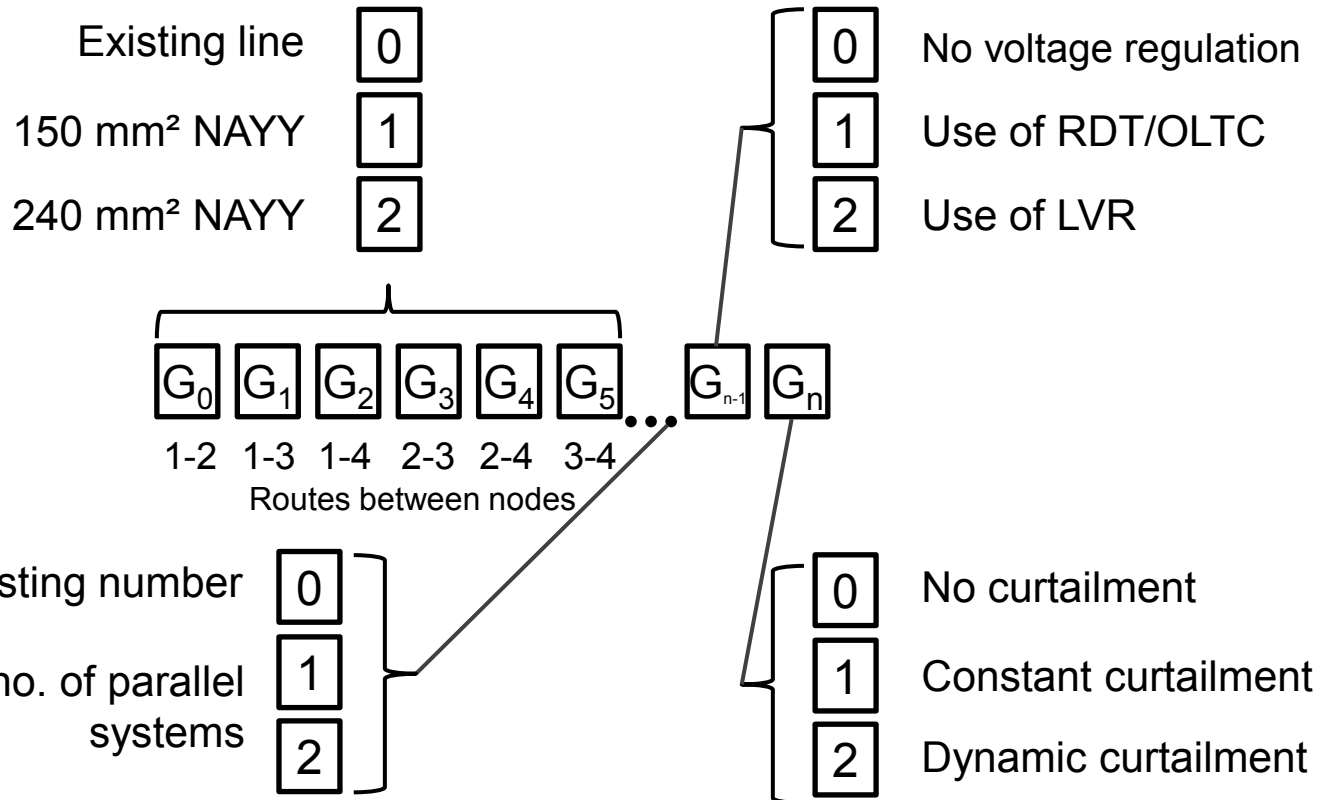 Existing line 0
150 mm² NAYY 1
240 mm² NAYY 2
0 No voltage regulation
1 Use of RDT/OLTC
2 Use of LVR
G₀ G₁ G₂ G₃ G₄ G₅ ... Gₙ₋₁ Gₙ
1-2 1-3 1-4 2-3 2-4 3-4
Routes between nodes
number 0
no. of parallel 1
systems 2
0 No curtailment
1 Constant curtailment
2 Dynamic curtailment